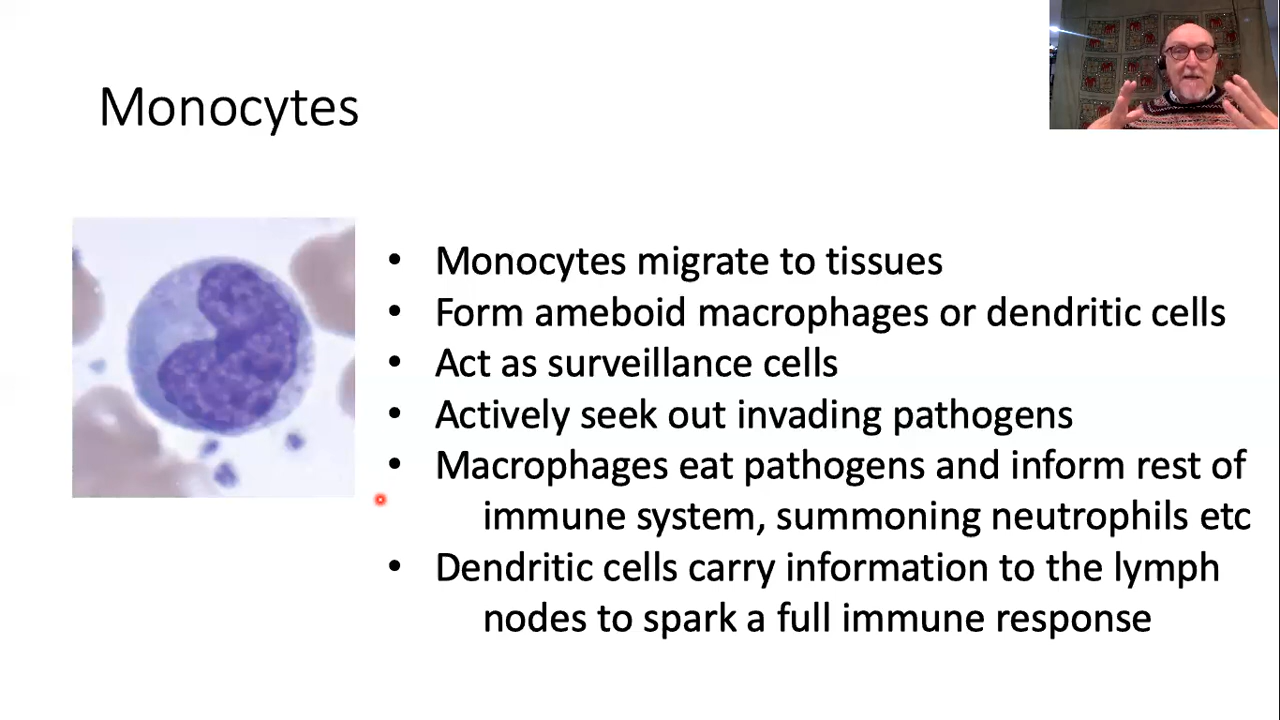 Monocytes
• Monocytes migrate to tissues
• Form ameboid macrophages or dendritic cells
• Act as surveillance cells
• Actively seek out invading pathogens
• Macrophages eat pathogens and inform rest of
immune system, summoning neutrophils etc
• Dendritic cells carry information to the lymph
nodes to spark a full immune response